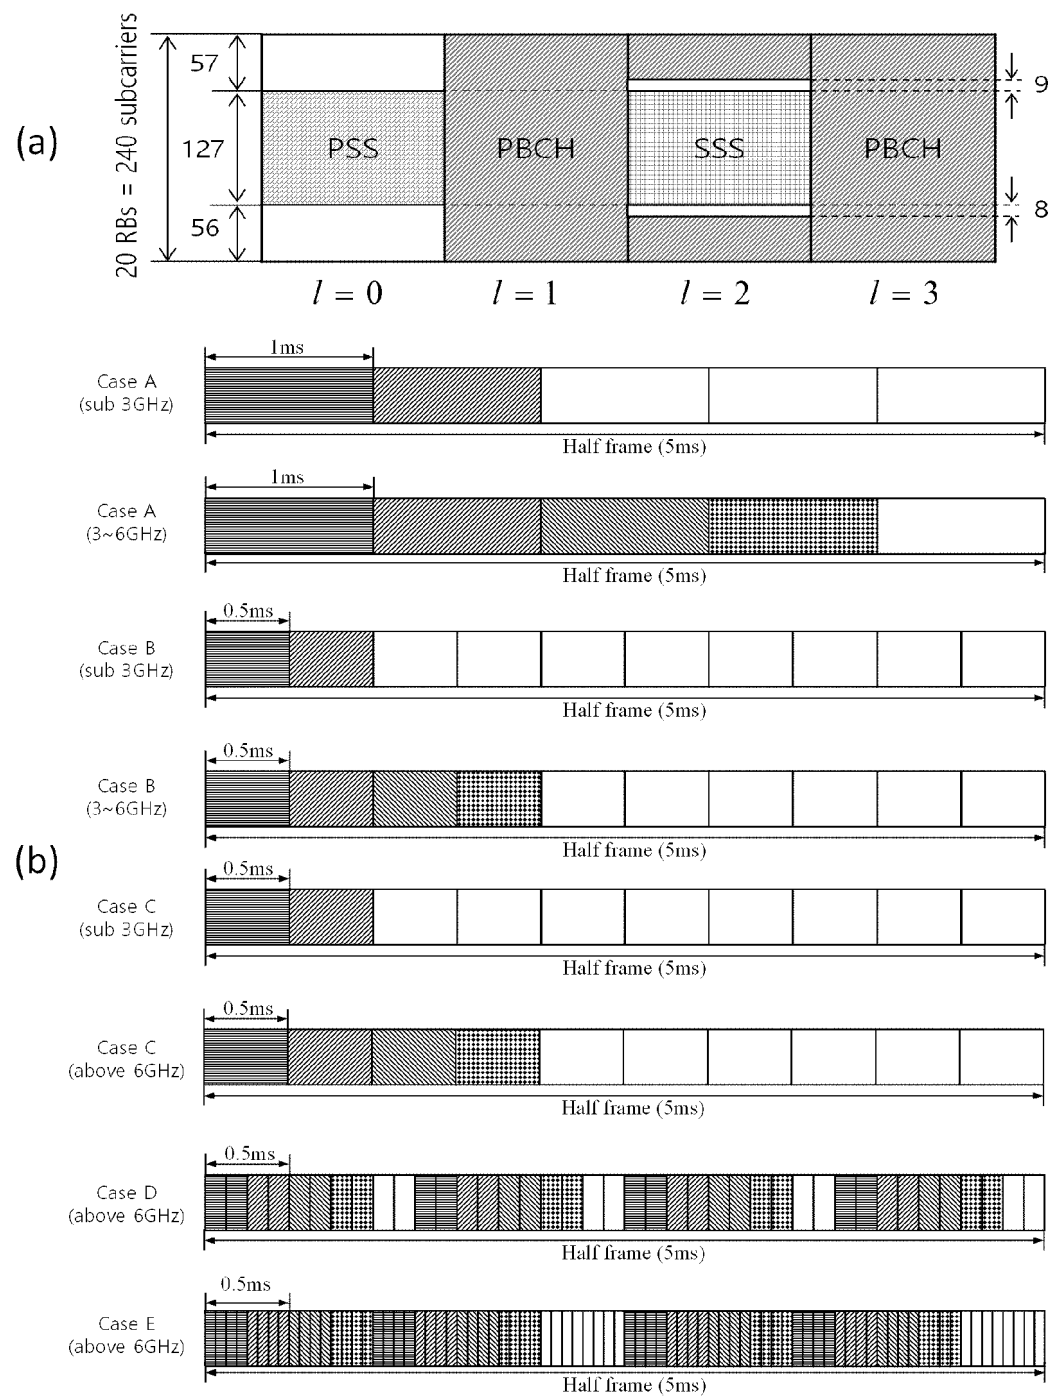 (a)
20 RBs = 240 subcarriers
57
127
56
PSS
PBCH
SSS
PBCH
9
8
l = 0
l = 1
l = 2
l = 3
(b)
1ms
Case A
(sub 3GHz)
Half frame (5ms)
1ms
Case A
(3~6GHz)
Half frame (5ms)
0.5ms
Case B
(sub 3GHz)
Half frame (5ms)
0.5ms
Case B
(3~6GHz)
Half frame (5ms)
0.5ms
Case C
(sub 3GHz)
Half frame (5ms)
0.5ms
Case C
(above 6GHz)
Half frame (5ms)
0.5ms
Case D
(above 6GHz)
Half frame (5ms)
0.5ms
Case E
(above 6GHz)
Half frame (5ms)